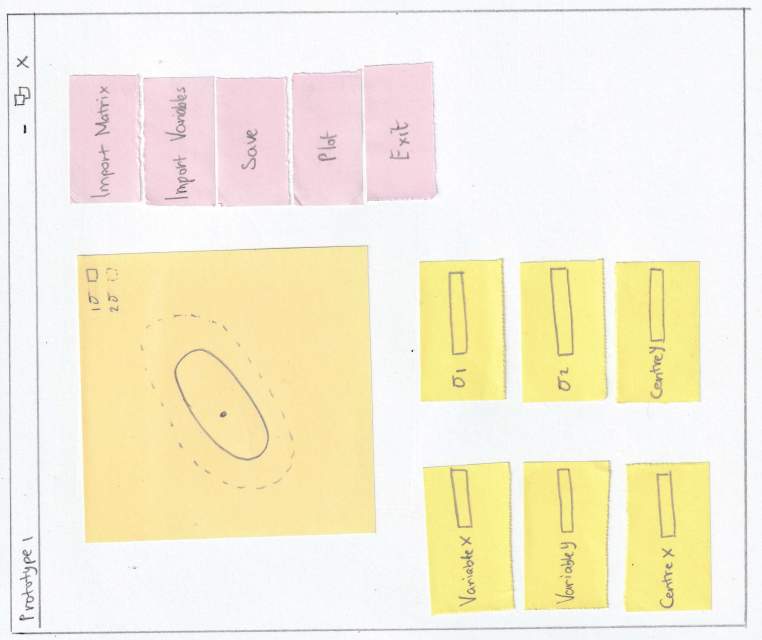 Prototype 1
- X
1σ
2σ
Import Matrix
Import Variables
Save
Plot
Exit
Variable X
σ1
Variable y
σ2
Centre X
Centre y